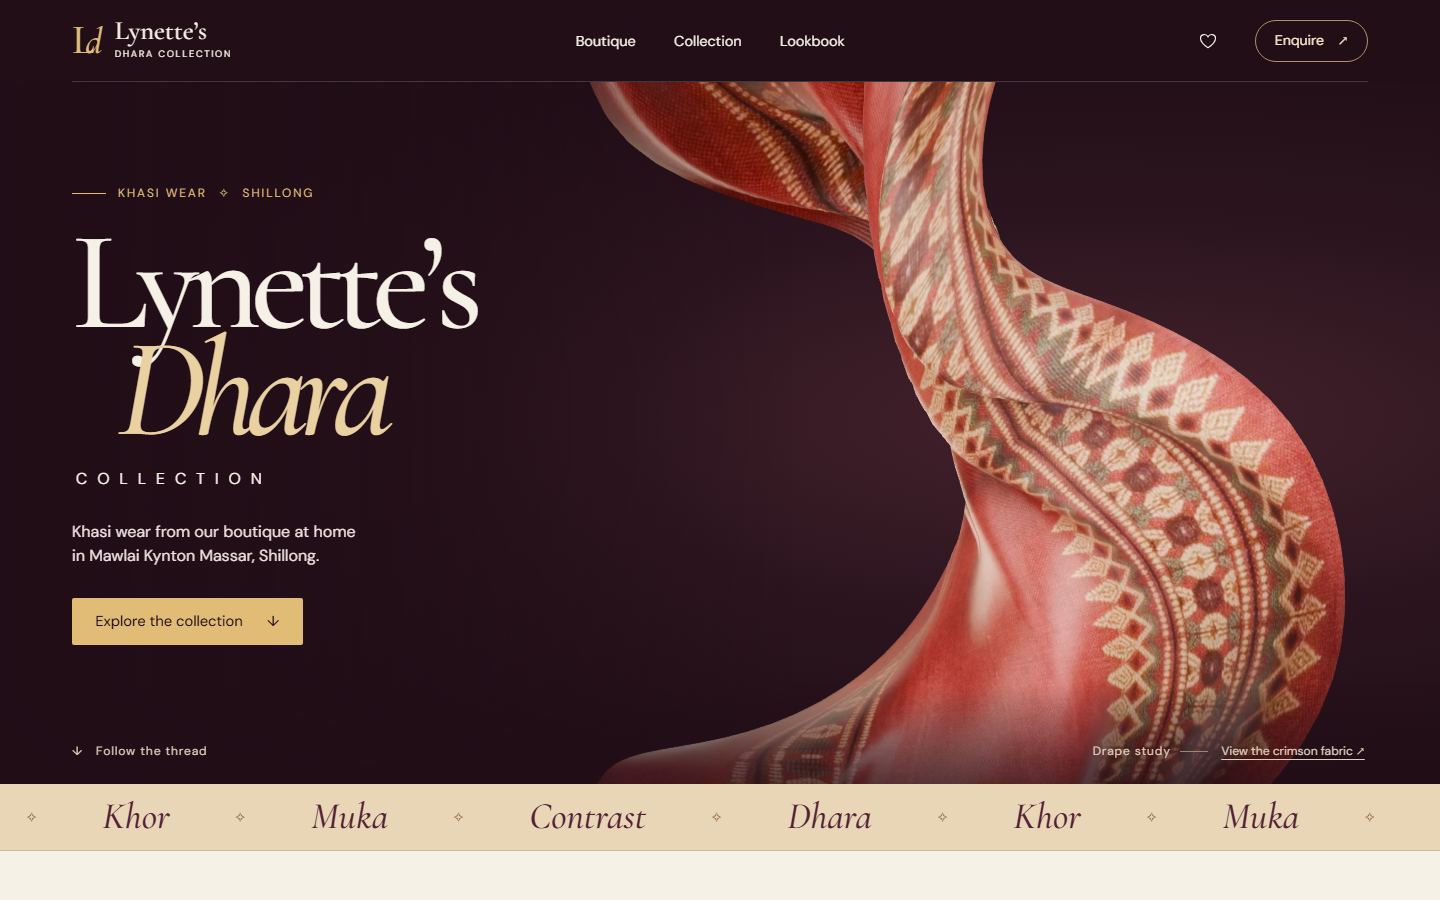 Ld
Lynette’s
DHARA COLLECTION
Boutique
Collection
Lookbook
Enquire ↗
KHASI WEAR ✧ SHILLONG
Lynette’s
Dhara
COLLECTION
Khasi wear from our boutique at home
in Mawlai Kynton Massar, Shillong.
Explore the collection ↓
↓ Follow the thread
Drape study
View the crimson fabric ↗
✧ Khor ✧ Muka ✧ Contrast ✧ Dhara ✧ Khor ✧ Muka ✧